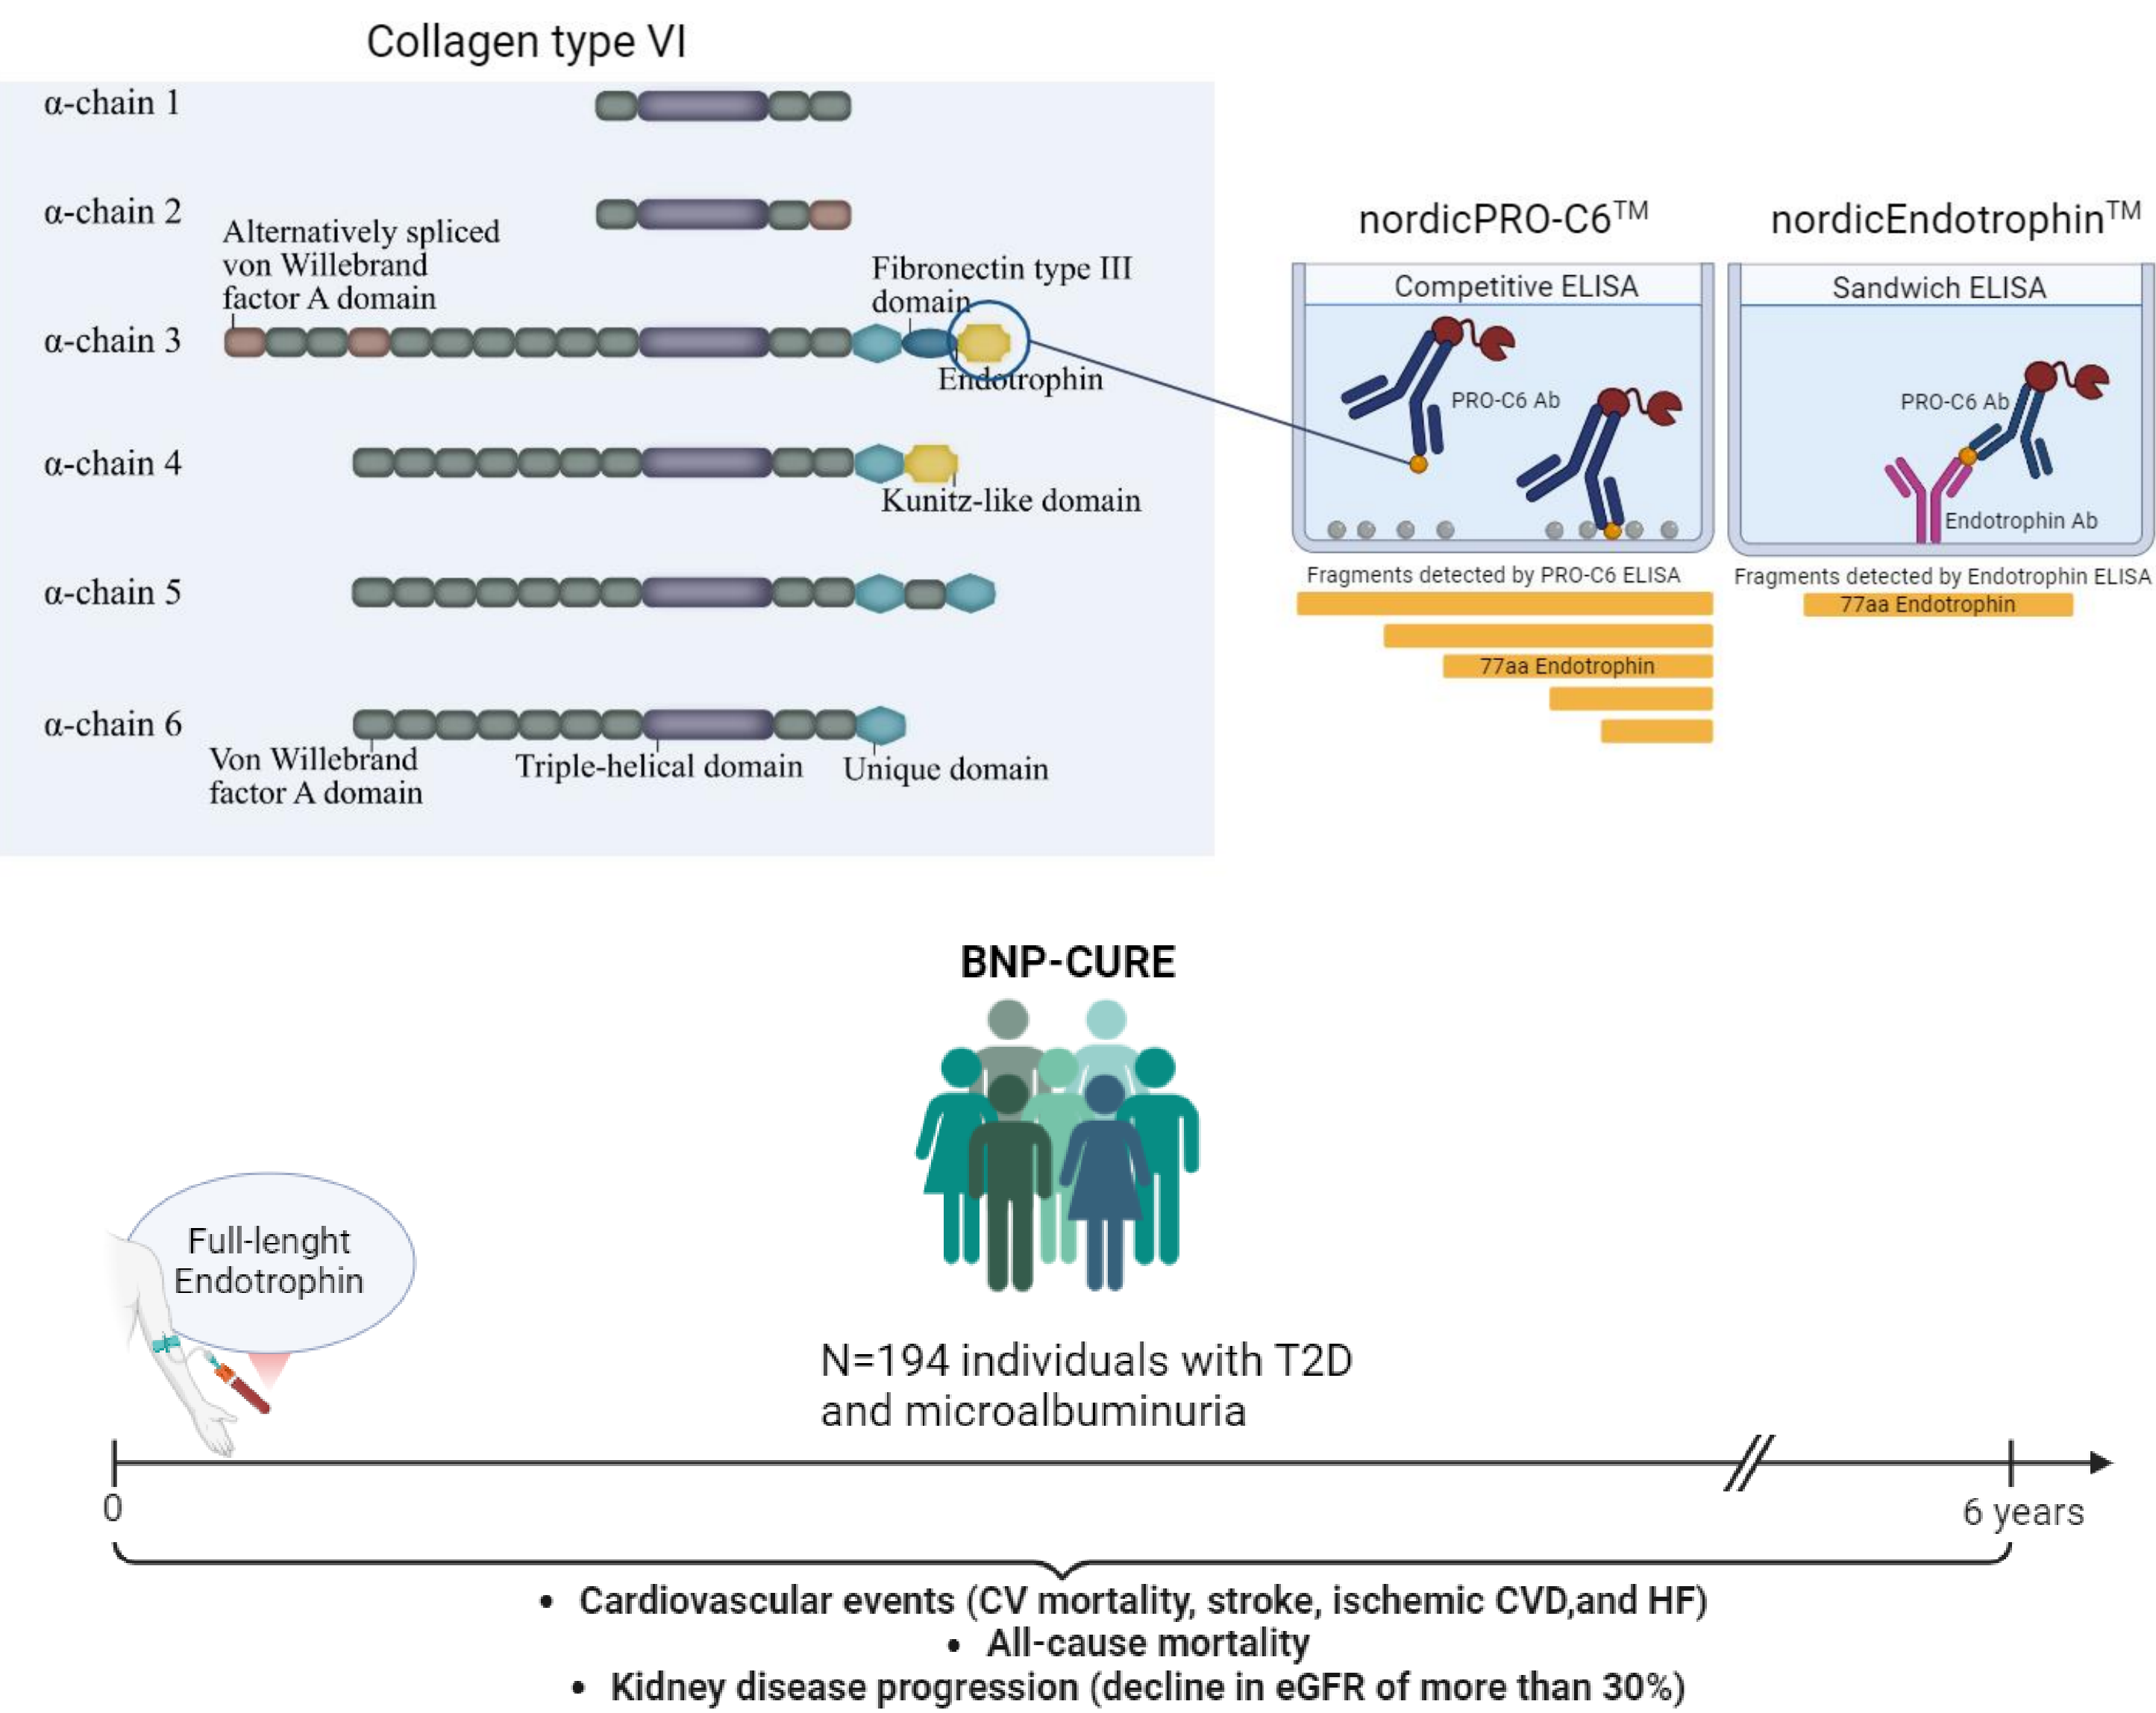 Collagen type VI
α-chain 1
α-chain 2
Alternatively spliced
von Willebrand
factor A domain
Fibronectin type III
domain
α-chain 3
Endotrophin
α-chain 4
Kunitz-like domain
α-chain 5
α-chain 6
Von Willebrand
factor A domain
Triple-helical domain
Unique domain
nordicPRO-C6TM
Competitive ELISA
PRO-C6 Ab
Fragments detected by PRO-C6 ELISA
77aa Endotrophin
nordicEndotrophinTM
Sandwich ELISA
PRO-C6 Ab
Endotrophin Ab
Fragments detected by Endotrophin ELISA
77aa Endotrophin
BNP-CURE
Full-lenght
Endotrophin
N=194 individuals with T2D
and microalbuminuria
0
6 years
• Cardiovascular events (CV mortality, stroke, ischemic CVD,and HF)
• All-cause mortality
• Kidney disease progression (decline in eGFR of more than 30%)